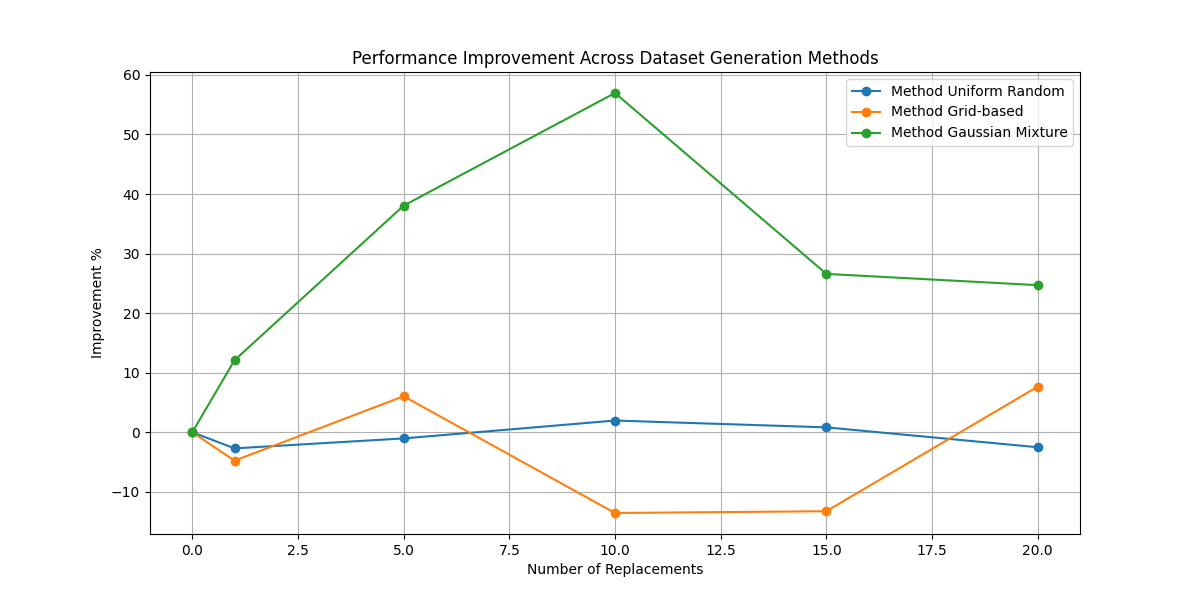 Performance Improvement Across Dataset Generation Methods
Method Uniform Random
Method Grid-based
Method Gaussian Mixture
Improvement %
60
50
40
30
20
10
0
−10
0.0 2.5 5.0 7.5 10.0 12.5 15.0 17.5 20.0
Number of Replacements